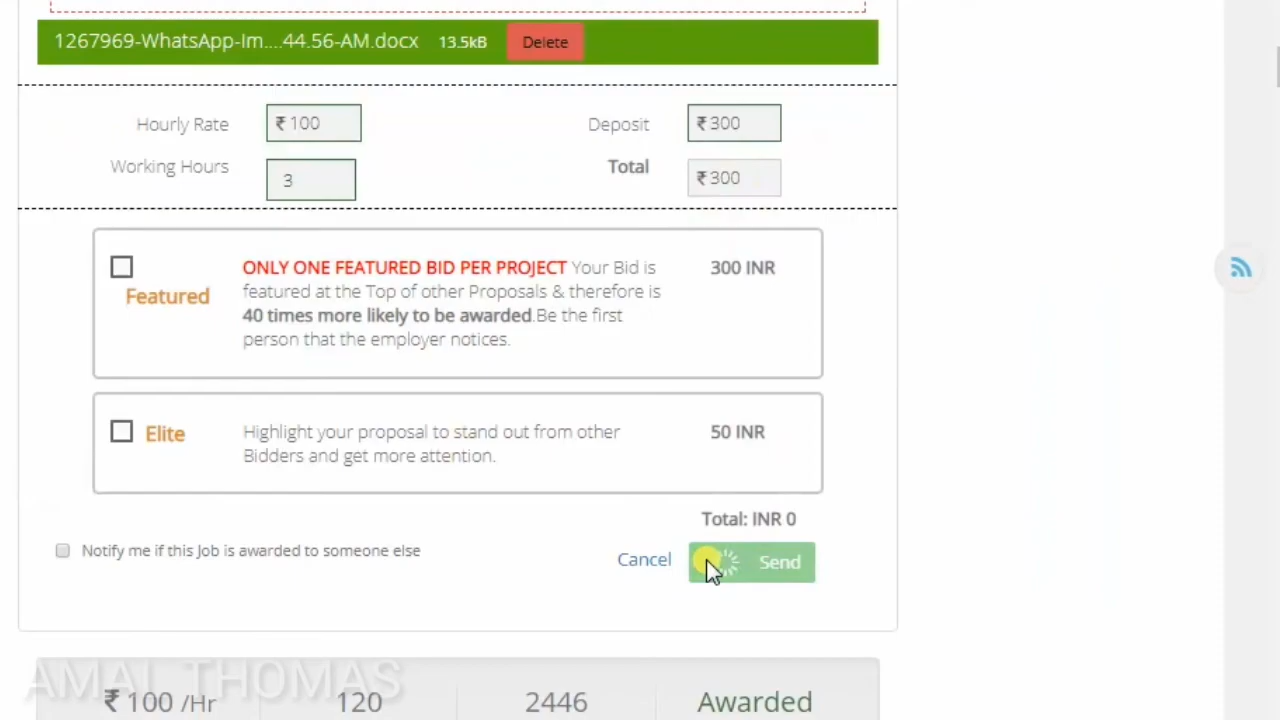 1267969-WhatsApp-Im....44.56-AM.docx 13.5kB Delete
Hourly Rate ₹ 100 Deposit ₹ 300
Working Hours 3 Total ₹ 300
Featured
ONLY ONE FEATURED BID PER PROJECT Your Bid is
featured at the Top of other Proposals & therefore is
40 times more likely to be awarded.Be the first
person that the employer notices.
300 INR
Elite
Highlight your proposal to stand out from other
Bidders and get more attention.
50 INR
Total: INR 0
Notify me if this Job is awarded to someone else Cancel Send
AMAL THOMAS
₹ 100 /Hr 120 2446 Awarded